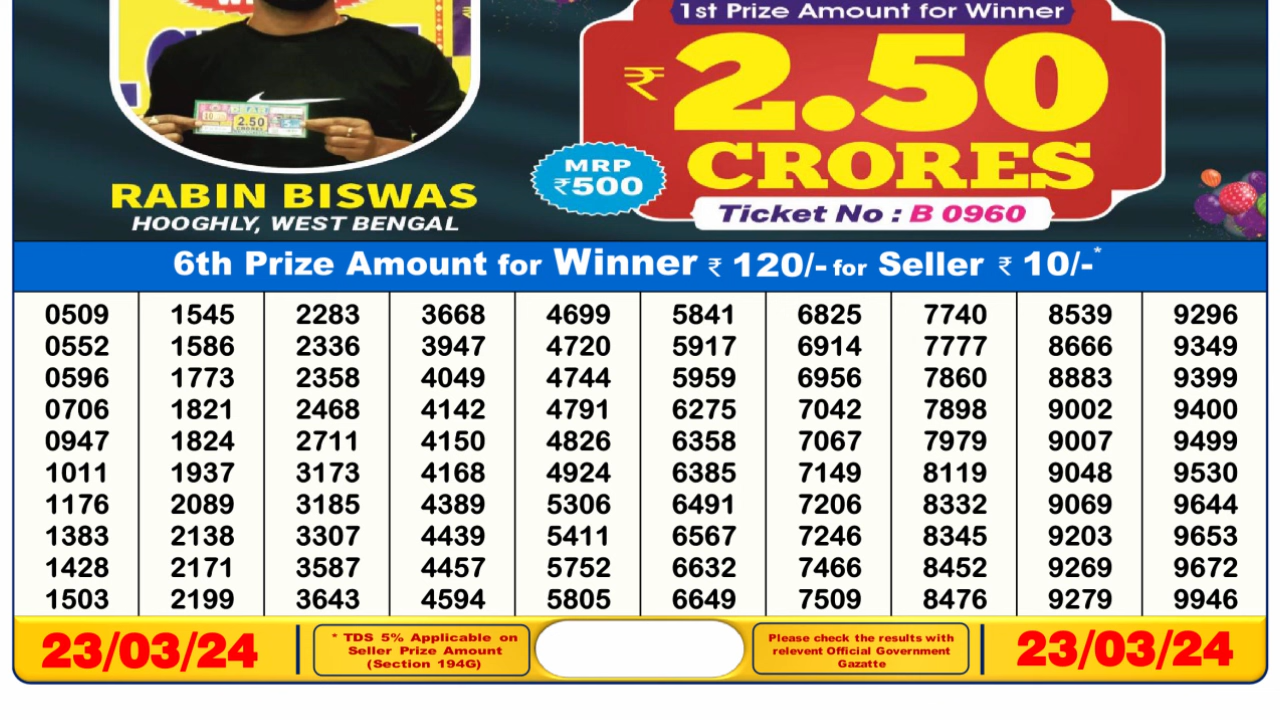 1st Prize Amount for Winner
₹2.50
CRORES
MRP
₹500
2.50
CRORES
RABIN BISWAS
HOOGHLY, WEST BENGAL
Ticket No : B 0960
6th Prize Amount for Winner ₹ 120/- for Seller ₹ 10/-*
0509 1545 2283 3668 4699 5841 6825 7740 8539 9296
0552 1586 2336 3947 4720 5917 6914 7777 8666 9349
0596 1773 2358 4049 4744 5959 6956 7860 8883 9399
0706 1821 2468 4142 4791 6275 7042 7898 9002 9400
0947 1824 2711 4150 4826 6358 7067 7979 9007 9499
1011 1937 3173 4168 4924 6385 7149 8119 9048 9530
1176 2089 3185 4389 5306 6491 7206 8332 9069 9644
1383 2138 3307 4439 5411 6567 7246 8345 9203 9653
1428 2171 3587 4457 5752 6632 7466 8452 9269 9672
1503 2199 3643 4594 5805 6649 7509 8476 9279 9946
23/03/24
* TDS 5% Applicable on
Seller Prize Amount
(Section 194G)
Please check the results with
relevent Official Government
Gazatte
23/03/24